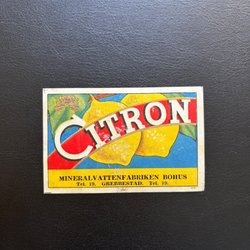 CITRON
MINERALVATTENFABRIKEN BOHUS
Tel. 19. GREBBESTAD. Tel. 19.